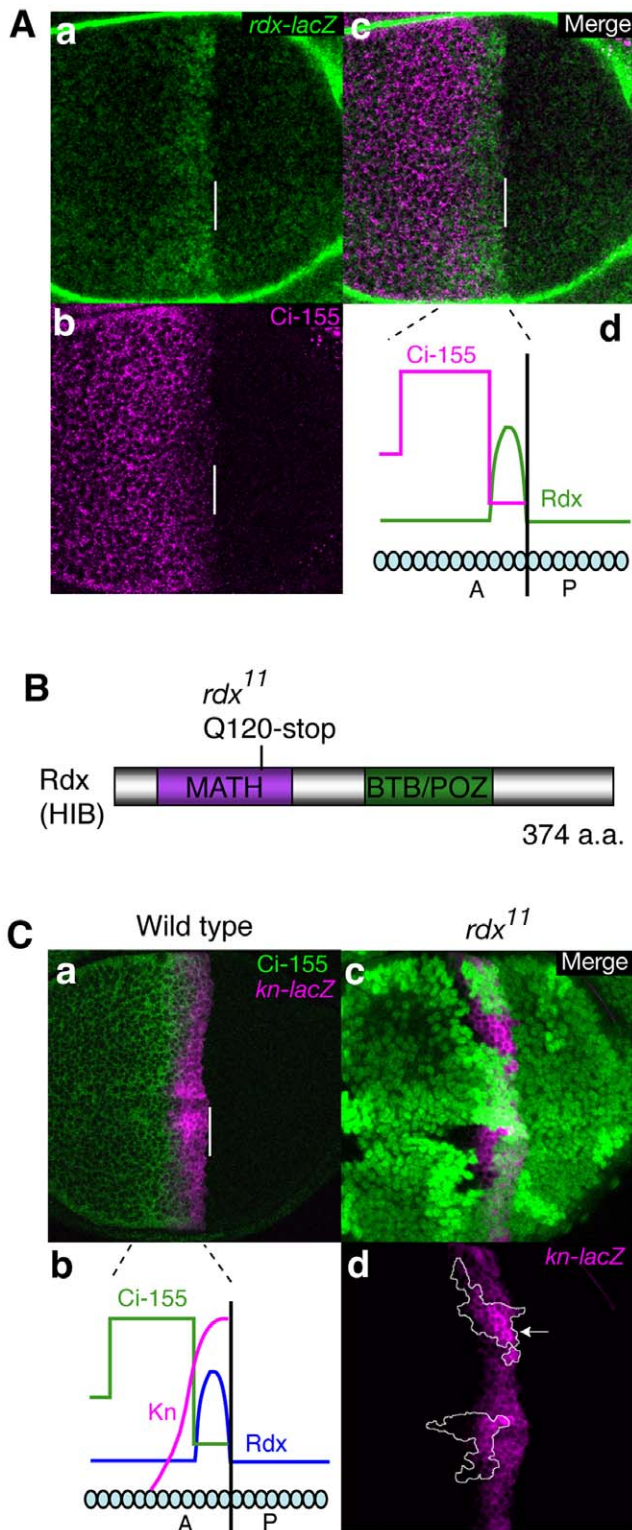 A
a
rdx-lacZ
c
Merge
b
Ci-155
d
Ci-155
Rdx
A P
B
rdx11
Q120-stop
Rdx
(HIB)
MATH
BTB/POZ
374 a.a.
C
Wild type
rdx11
a
Ci-155
kn-lacZ
c
Merge
b
Ci-155
Kn
Rdx
A P
d
kn-lacZ